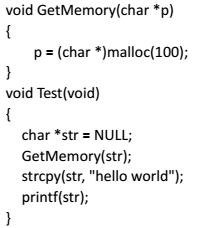 void GetMemory(char *p)
{
    p = (char *)malloc(100);
}
void Test(void)
{
  char *str = NULL;
  GetMemory(str);
  strcpy(str, "hello world");
  printf(str);
}